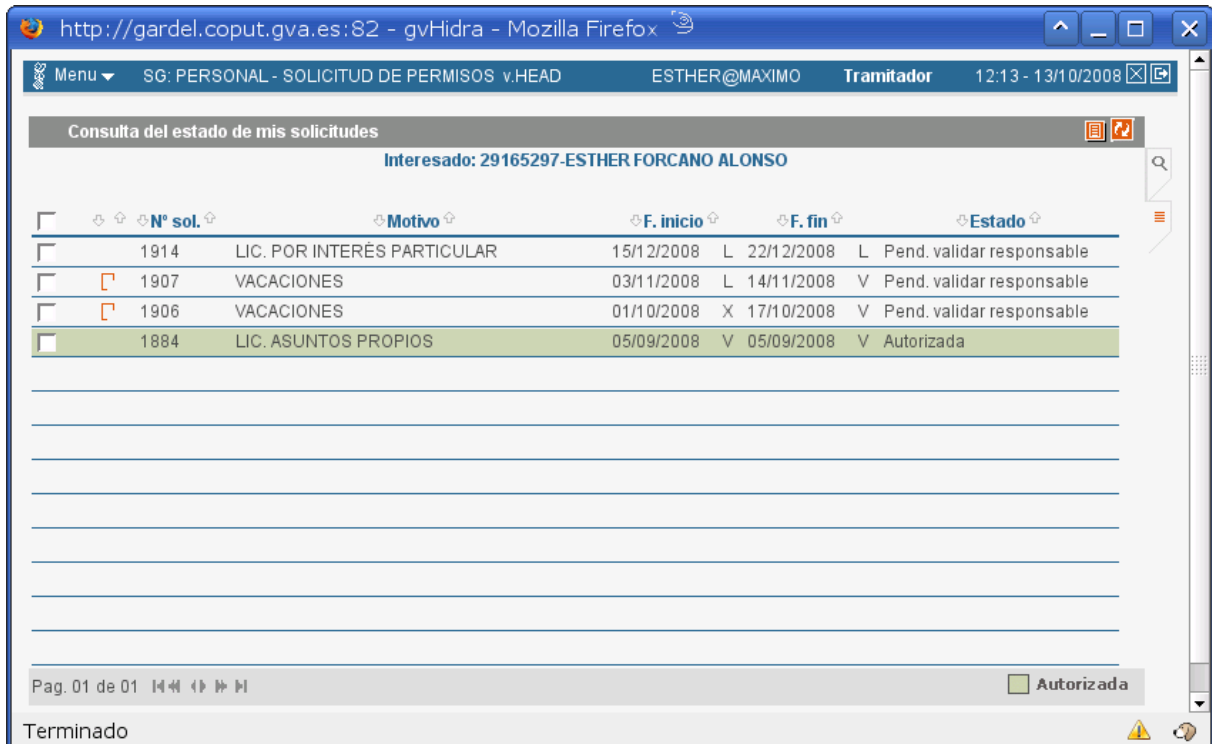 http://gardel.coput.gva.es:82 - gvHidra - Mozilla Firefox
Menu SG: PERSONAL - SOLICITUD DE PERMISOS v.HEAD ESTHER@MAXIMO Tramitador 12:13 - 13/10/2008
Consulta del estado de mis solicitudes
Interesado: 29165297-ESTHER FORCANO ALONSO
Nº sol. Motivo F. inicio F. fin Estado
1914 LIC. POR INTERÉS PARTICULAR 15/12/2008 L 22/12/2008 L Pend. validar responsable
1907 VACACIONES 03/11/2008 L 14/11/2008 V Pend. validar responsable
1906 VACACIONES 01/10/2008 X 17/10/2008 V Pend. validar responsable
1884 LIC. ASUNTOS PROPIOS 05/09/2008 V 05/09/2008 V Autorizada
Pag. 01 de 01 Autorizada
Terminado